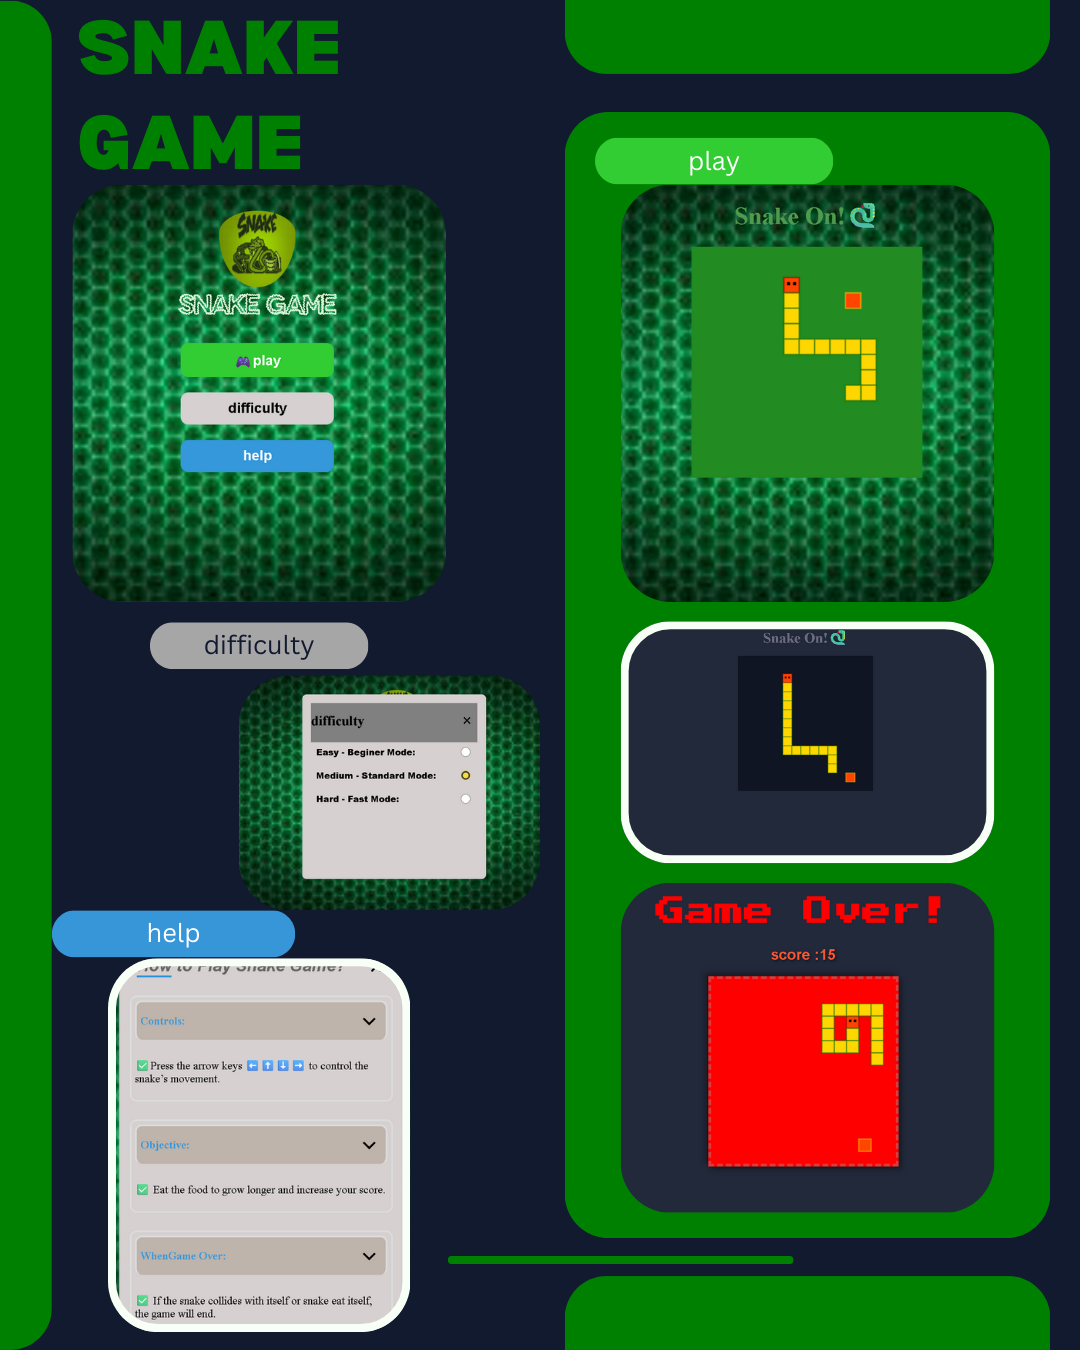 SNAKE
GAME
SNAKE
SNAKE GAME
🎮 play
difficulty
help
difficulty
difficulty ×
Easy - Beginer Mode:
Medium - Standard Mode:
Hard - Fast Mode:
help
How to Play Snake Game?
Controls:
✅ Press the arrow keys ⬅️ ⬆️ ⬇️ ➡️ to control the
snake's movement.
Objective:
✅ Eat the food to grow longer and increase your score.
WhenGame Over:
✅ If the snake collides with itself or snake eat itself,
the game will end.
play
Snake On!
Snake On!
Game Over!
score :15